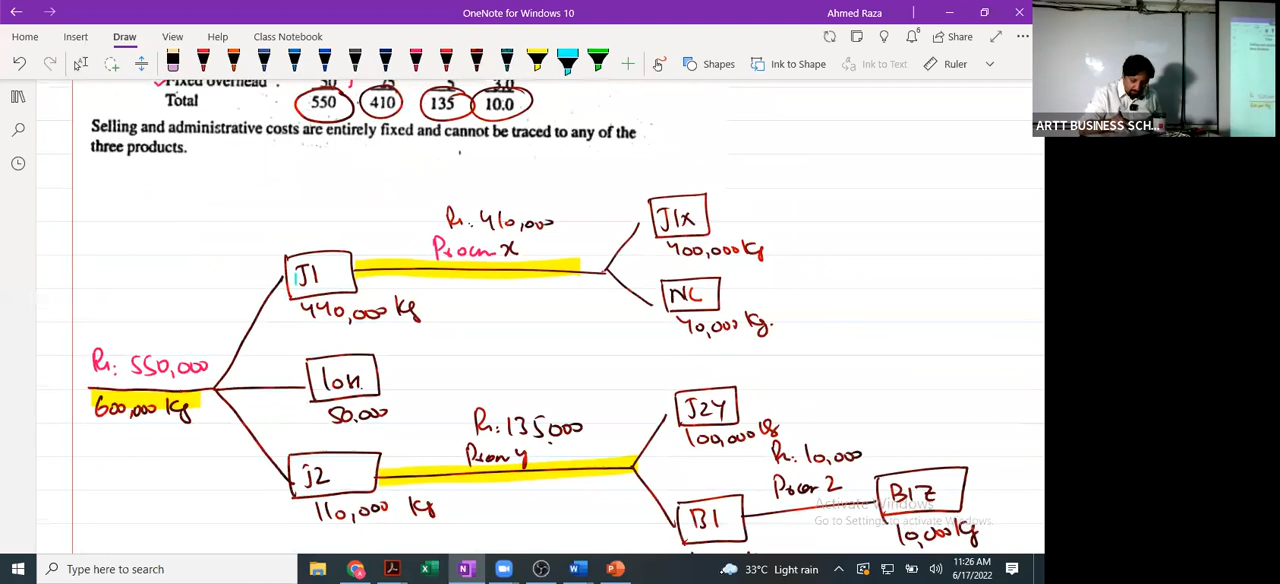 OneNote for Windows 10
Ahmed Raza
Home Insert Draw View Help Class Notebook
Share
Shapes Ink to Shape Ink to Text Ruler
ARTT BUSINESS SCH...
Fixed overhead
Total 550 410 135 10.0
Selling and administrative costs are entirely fixed and cannot be traced to any of the
three products.
Rs: 410,000
Process X
J1X
400,000 kg
J1
440,000 kg
NC
40,000 kg.
Rs: 550,000
600,000 kg
loss
50,000
J2Y
100,000 kg
Rs: 135,000
Process Y
J2
110,000 kg
Rs: 10,000
Process Z
B1
B1Z
10,000 kg
Activate Windows
Go to Settings to activate Windows.
Type here to search
33°C Light rain
11:26 AM
6/17/2022